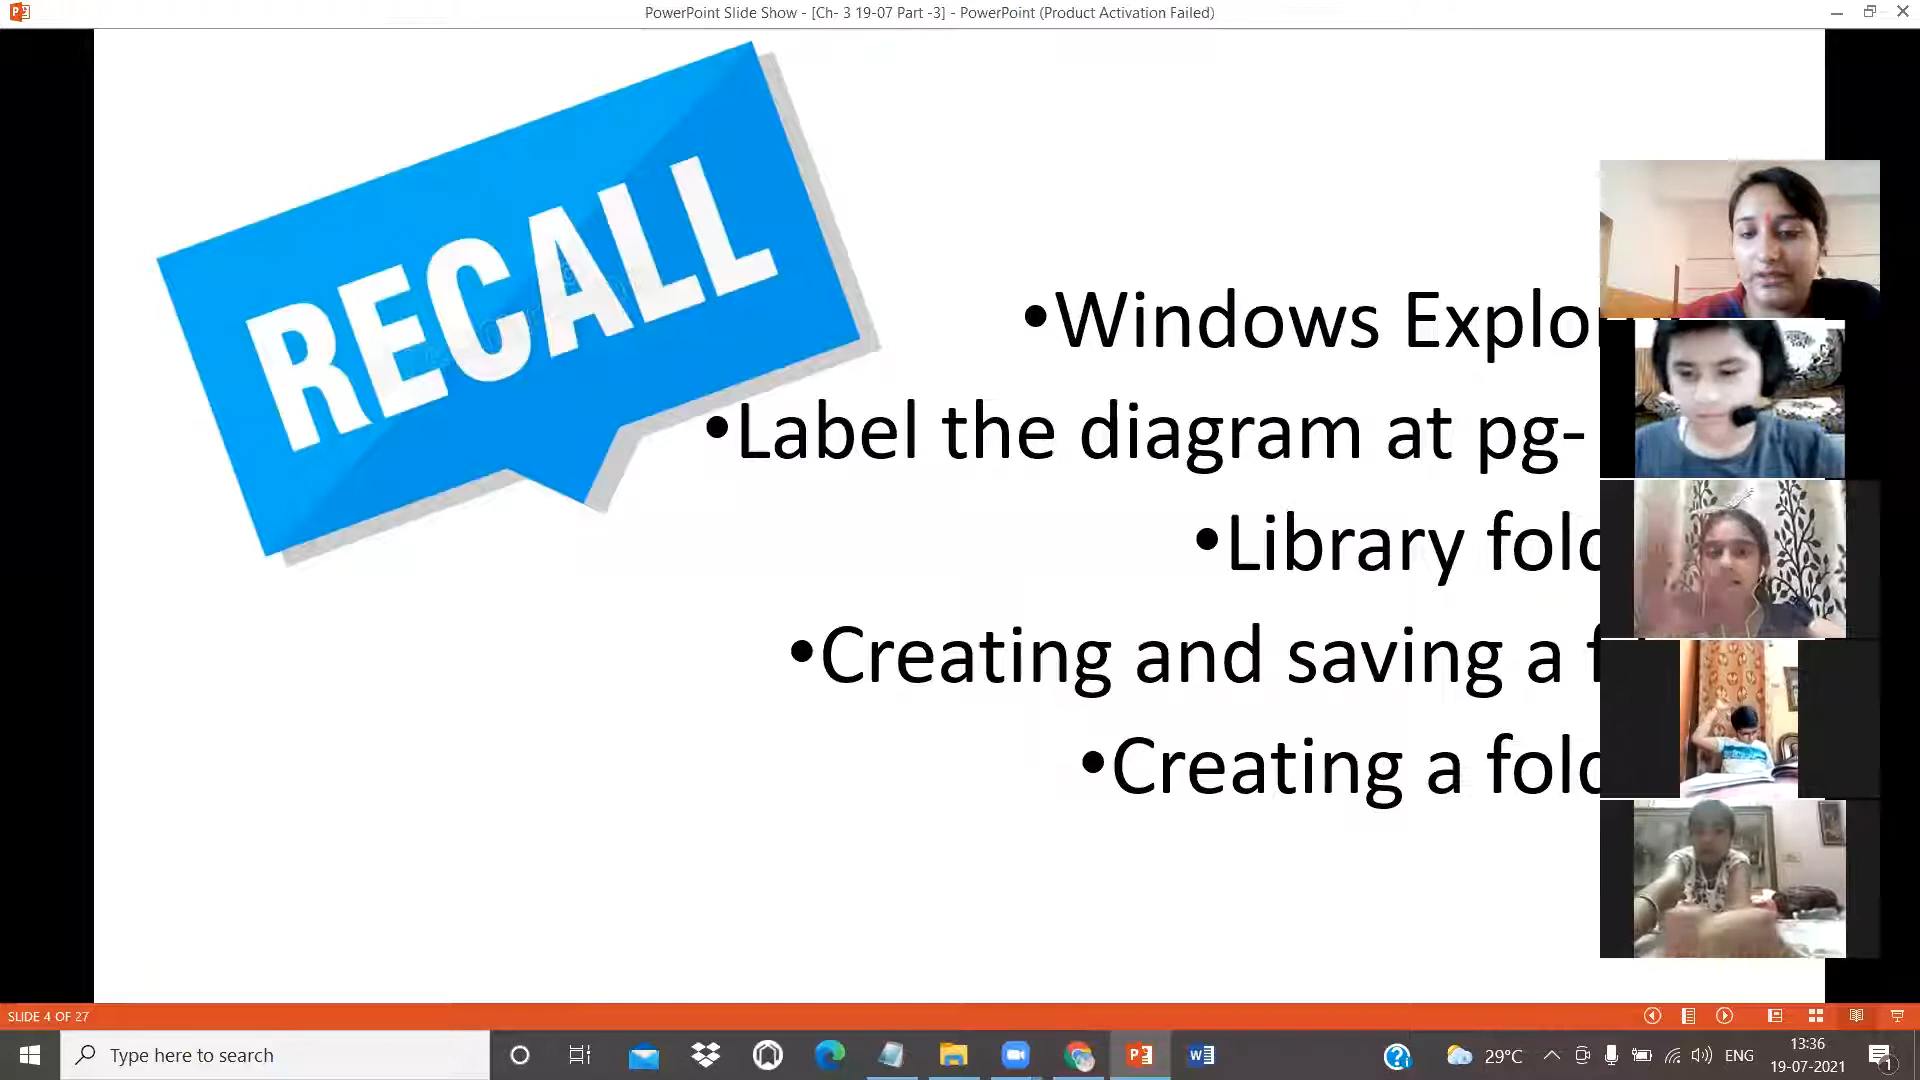 PowerPoint Slide Show - [Ch- 3 19-07 Part -3] - PowerPoint (Product Activation Failed)
RECALL
•Windows Explo
•Label the diagram at pg-
•Library fold
•Creating and saving a f
•Creating a fold
SLIDE 4 OF 27
Type here to search
29°C
ENG
13:36
19-07-2021
1